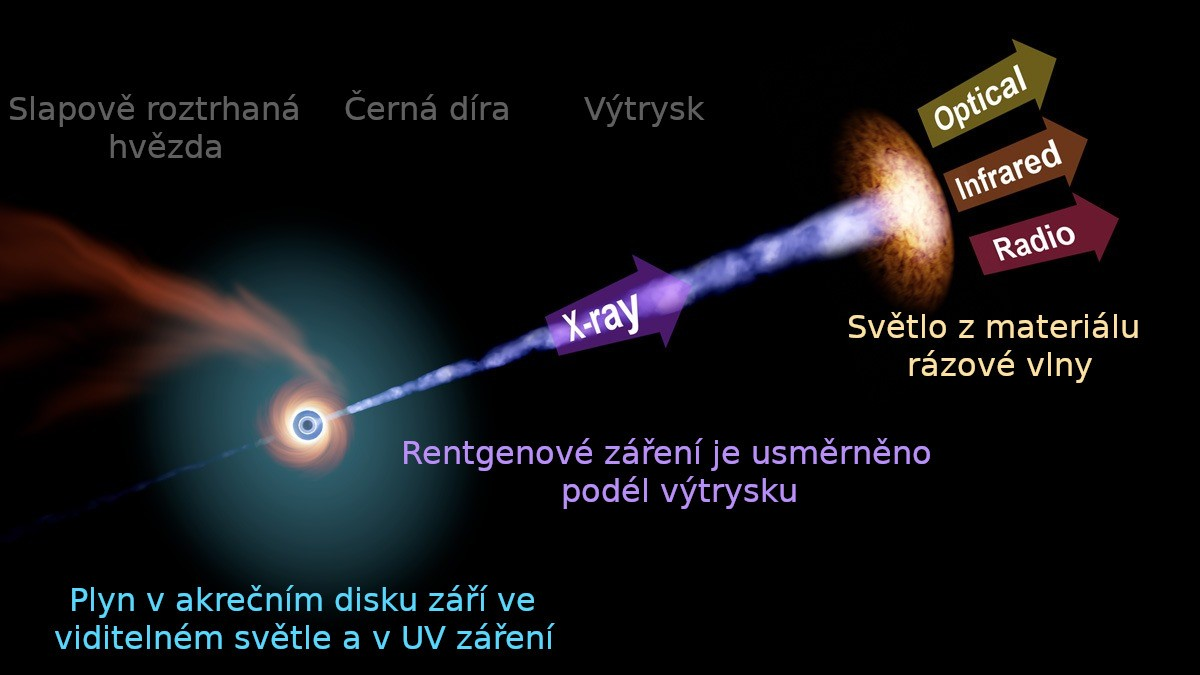 Slapově roztrhaná
hvězda
Černá díra
Výtrysk
Optical
Infrared
Radio
X-ray
Světlo z materiálu
rázové vlny
Rentgenové záření je usměrněno
podél výtrysku
Plyn v akrečním disku září ve
viditelném světle a v UV záření